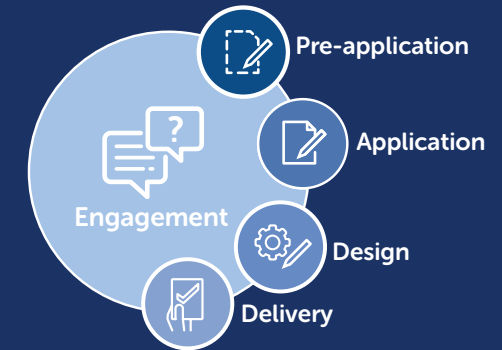 Pre-application
?
Application
Engagement
Design
Delivery